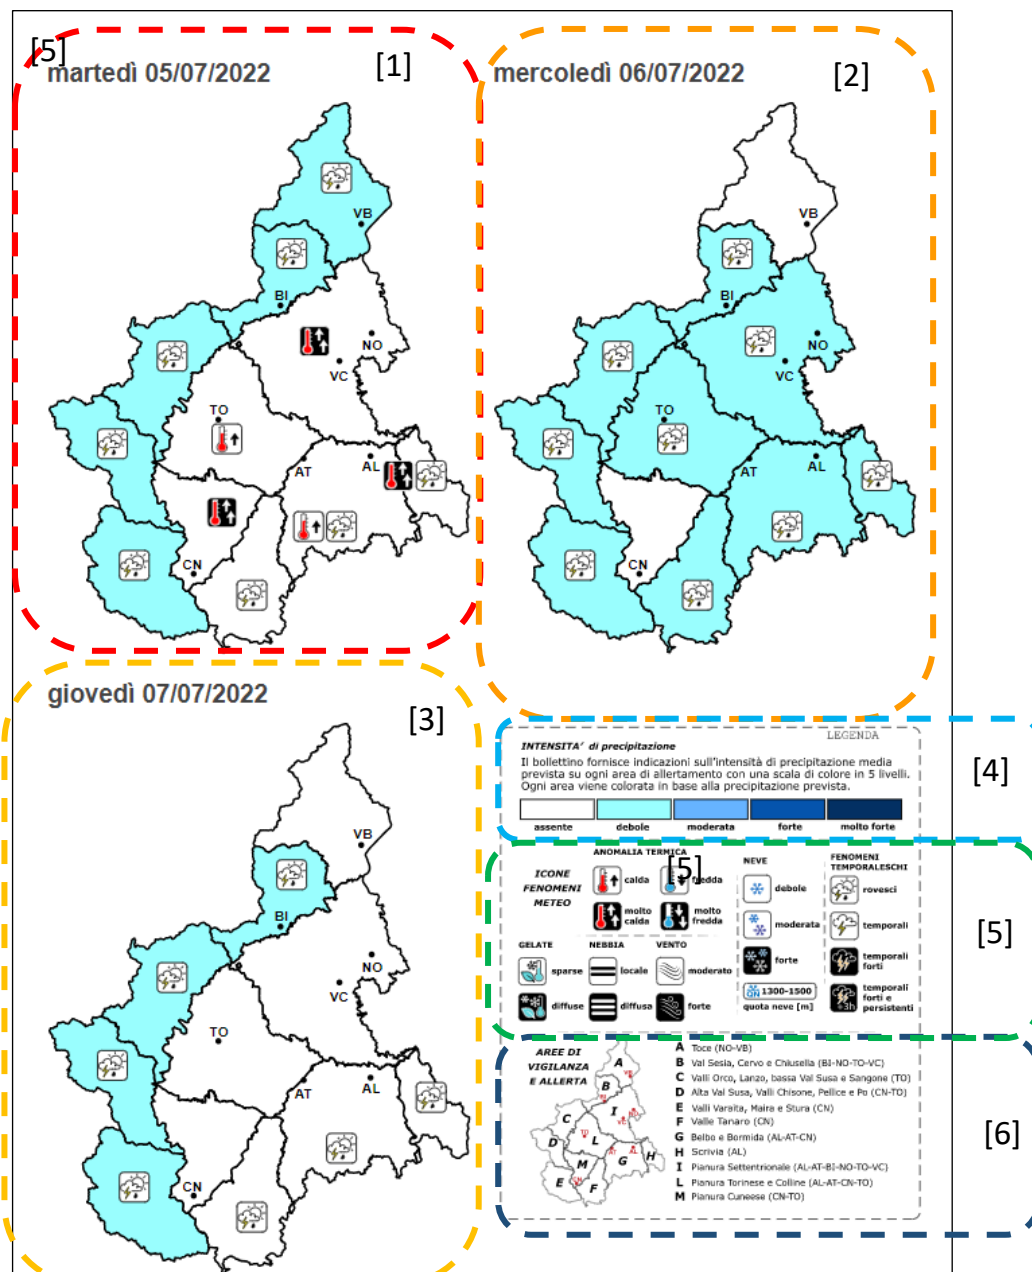 [5]
martedì 05/07/2022
[1]
VB
BI
NO
VC
TO
AT
AL
CN
mercoledì 06/07/2022
[2]
VB
BI
NO
VC
TO
AT
AL
CN
giovedì 07/07/2022
[3]
VB
BI
NO
VC
TO
AT
AL
CN
LEGENDA
INTENSITA' di precipitazione
Il bollettino fornisce indicazioni sull'intensità di precipitazione media
prevista su ogni area di allertamento con una scala di colore in 5 livelli.
Ogni area viene colorata in base alla precipitazione prevista.
[4]
assente debole moderata forte molto forte
ICONE
FENOMENI
METEO
ANOMALIA TERMICA
calda
fredda
[5]
molto
calda
molto
fredda
GELATE
sparse
diffuse
NEBBIA
locale
diffusa
VENTO
moderato
forte
NEVE
debole
moderata
forte
1300-1500
quota neve [m]
FENOMENI
TEMPORALESCHI
rovesci
temporali
temporali
forti
>3h
temporali
forti e
persistenti
[5]
AREE DI
VIGILANZA
E ALLERTA
A
B
C
D
E
F
G
H
I
L
M
A Toce (NO-VB)
B Val Sesia, Cervo e Chiusella (BI-NO-TO-VC)
C Valli Orco, Lanzo, bassa Val Susa e Sangone (TO)
D Alta Val Susa, Valli Chisone, Pellice e Po (CN-TO)
E Valli Varaita, Maira e Stura (CN)
F Valle Tanaro (CN)
G Belbo e Bormida (AL-AT-CN)
H Scrivia (AL)
I Pianura Settentrionale (AL-AT-BI-NO-TO-VC)
L Pianura Torinese e Colline (AL-AT-CN-TO)
M Pianura Cuneese (CN-TO)
[6]